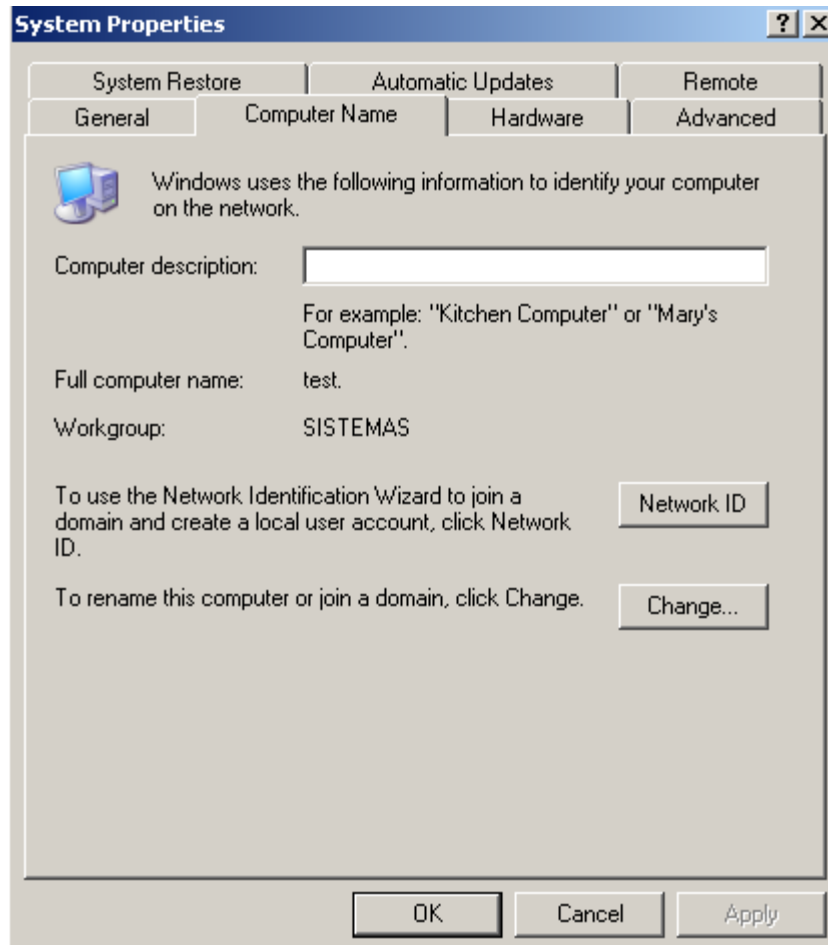 System Properties
System Restore
Automatic Updates
Remote
General
Computer Name
Hardware
Advanced
Windows uses the following information to identify your computer
on the network.
Computer description:
For example: "Kitchen Computer" or "Mary's
Computer".
Full computer name:
test.
Workgroup:
SISTEMAS
To use the Network Identification Wizard to join a
domain and create a local user account, click Network
ID.
Network ID
To rename this computer or join a domain, click Change.
Change...
OK
Cancel
Apply